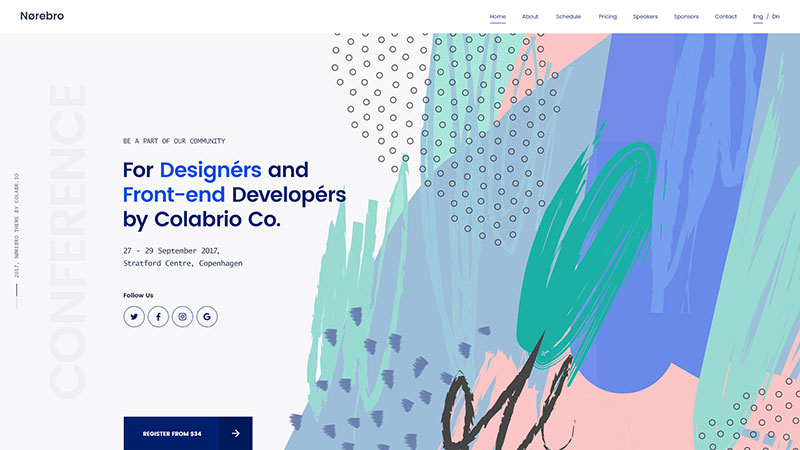 Nørebro
Home About Schedule Pricing Speakers Sponsors Contact Eng / Dn
CONFERENCE
2017, NØREBRO THEME BY COLABR.IO
BE A PART OF OUR COMMUNITY
For Designérs and
Front-end Developérs
by Colabrio Co.
27 - 29 September 2017,
Stratford Centre, Copenhagen
Follow Us
REGISTER FROM $34